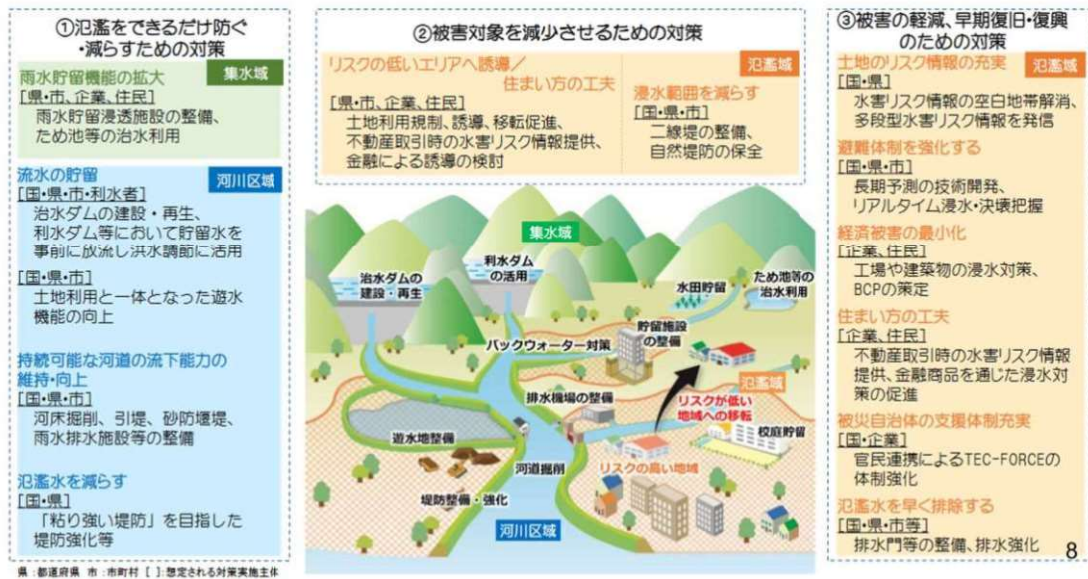 ①氾濫をできるだけ防ぐ
・減らすための対策
雨水貯留機能の拡大
集水域
[県・市、企業、住民]
雨水貯留浸透施設の整備、
ため池等の治水利用
流水の貯留
河川区域
[国・県・市・利水者]
治水ダムの建設・再生、
利水ダム等において貯留水を
事前に放流し洪水調節に活用
[国・県・市]
土地利用と一体となった遊水
機能の向上
持続可能な河道の流下能力の
維持・向上
[国・県・市]
河床掘削、引堤、砂防堰堤、
雨水排水施設等の整備
氾濫水を減らす
[国・県]
「粘り強い堤防」を目指した
堤防強化等
県:都道府県 市:市町村 [ ]:想定される対策実施主体
②被害対象を減少させるための対策
リスクの低いエリアへ誘導/
住まい方の工夫
[県・市、企業、住民]
土地利用規制、誘導、移転促進、
不動産取引時の水害リスク情報提供、
金融による誘導の検討
氾濫域
浸水範囲を減らす
[国・県・市]
二線堤の整備、
自然堤防の保全
集水域
治水ダムの
建設・再生
利水ダム
の活用
水田貯留
ため池等の
治水利用
バックウォーター対策
貯留施設
の整備
氾濫域
排水機場の整備
リスクが低い
地域への移転
遊水地整備
校庭貯留
河道掘削
リスクの高い地域
堤防整備・強化
河川区域
③被害の軽減、早期復旧・復興
のための対策
土地のリスク情報の充実
氾濫域
[国・県]
水害リスク情報の空白地帯解消、
多段型水害リスク情報を発信
避難体制を強化する
[国・県・市]
長期予測の技術開発、
リアルタイム浸水・決壊把握
経済被害の最小化
[企業、住民]
工場や建築物の浸水対策、
BCPの策定
住まい方の工夫
[企業、住民]
不動産取引時の水害リスク情報
提供、金融商品を通じた浸水対
策の促進
被災自治体の支援体制充実
[国・企業]
官民連携によるTEC-FORCEの
体制強化
氾濫水を早く排除する
[国・県・市等]
排水門等の整備、排水強化
8